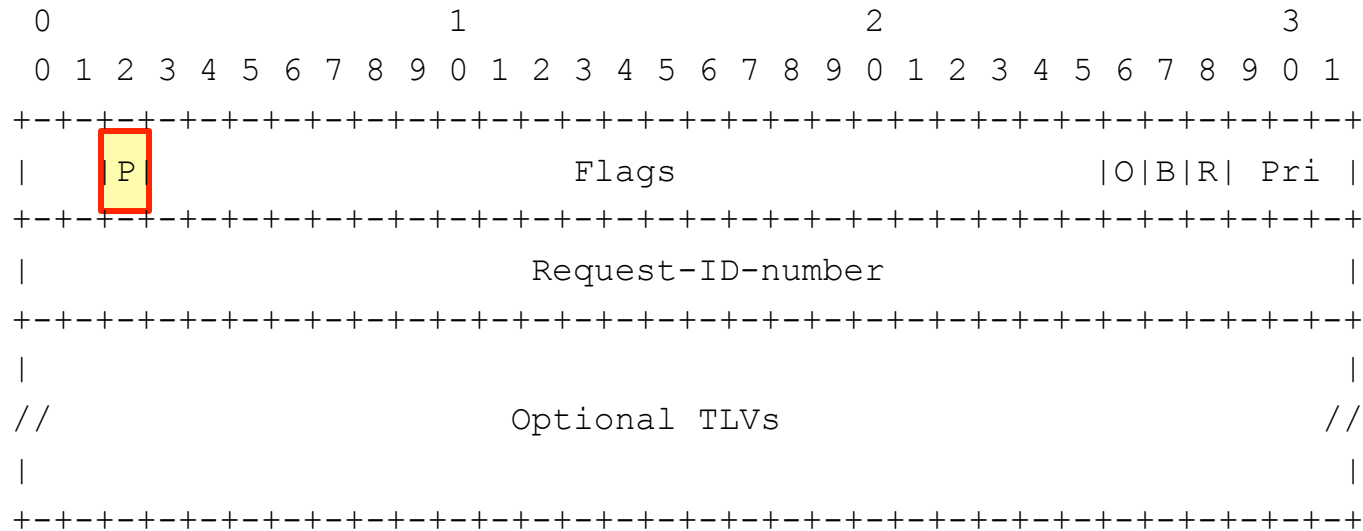 0                   1                   2                   3
0 1 2 3 4 5 6 7 8 9 0 1 2 3 4 5 6 7 8 9 0 1 2 3 4 5 6 7 8 9 0 1
+-+-+-+-+-+-+-+-+-+-+-+-+-+-+-+-+-+-+-+-+-+-+-+-+-+-+-+-+-+-+-+-+
|   |P|                    Flags                    |O|B|R| Pri |
+-+-+-+-+-+-+-+-+-+-+-+-+-+-+-+-+-+-+-+-+-+-+-+-+-+-+-+-+-+-+-+-+
|                        Request-ID-number                      |
+-+-+-+-+-+-+-+-+-+-+-+-+-+-+-+-+-+-+-+-+-+-+-+-+-+-+-+-+-+-+-+-+
|                                                               |
//                      Optional TLVs                          //
|                                                               |
+-+-+-+-+-+-+-+-+-+-+-+-+-+-+-+-+-+-+-+-+-+-+-+-+-+-+-+-+-+-+-+-+